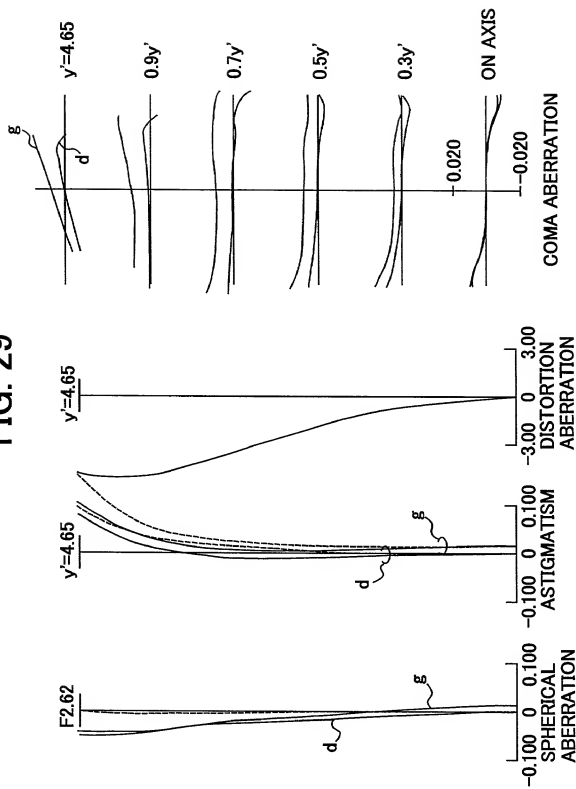 FIG. 29
F2.62
g
d
-0.100
0
0.100
SPHERICAL
ABERRATION
y'=4.65
g
d
-0.100
0
0.100
ASTIGMATISM
y'=4.65
-3.00
0
3.00
DISTORTION
ABERRATION
g
d
y'=4.65
0.9y'
0.7y'
0.5y'
0.3y'
0.020
ON AXIS
-0.020
COMA ABERRATION